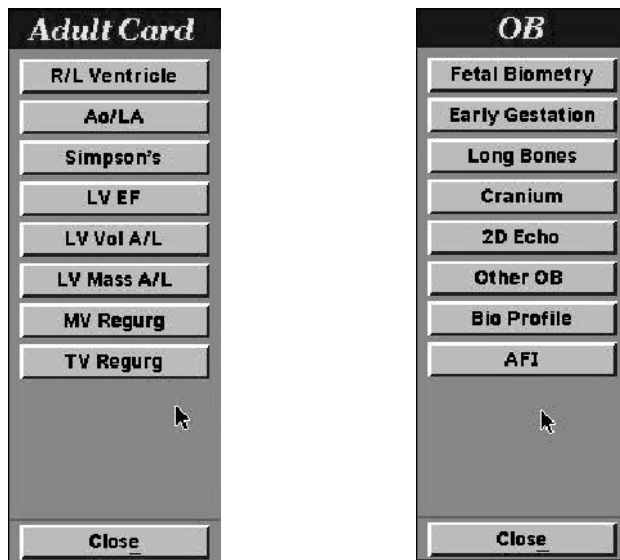 Adult Card
R/L Ventricle
Ao/LA
Simpson's
LV EF
LV Vol A/L
LV Mass A/L
MV Regurg
TV Regurg
Close
OB
Fetal Biometry
Early Gestation
Long Bones
Cranium
2D Echo
Other OB
Bio Profile
AFI
Close